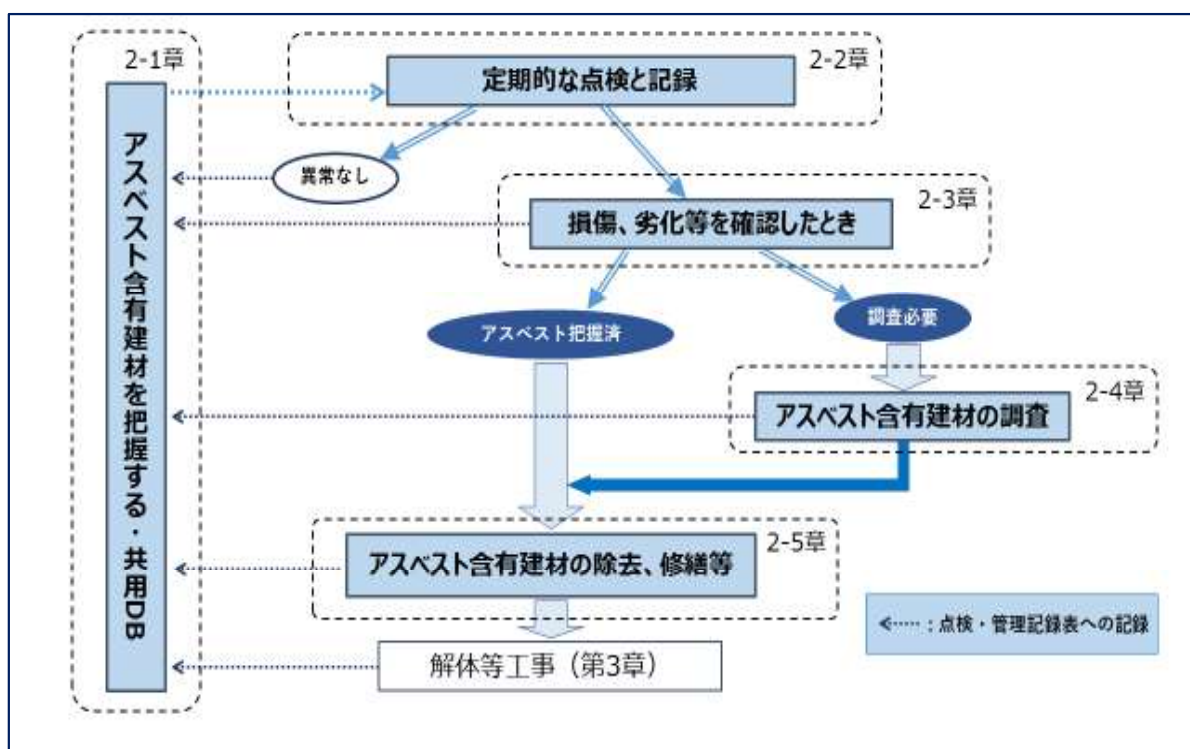 2-1章
アスベスト含有建材を把握する・共用DB
2-2章
定期的な点検と記録
異常なし
2-3章
損傷、劣化等を確認したとき
アスベスト把握済
調査必要
2-4章
アスベスト含有建材の調査
2-5章
アスベスト含有建材の除去、修繕等
：点検・管理記録表への記録
解体等工事（第3章）